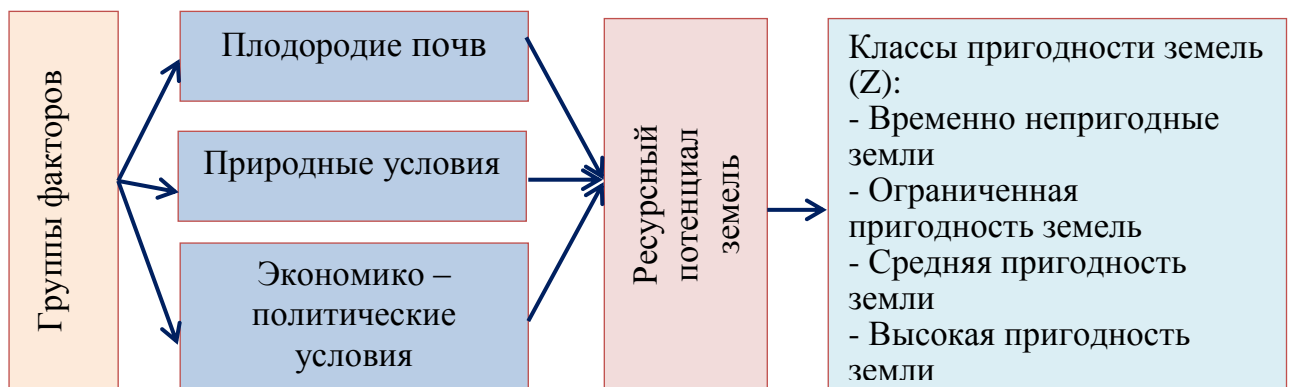 Группы факторов
Плодородие почв
Природные условия
Экономико –
политические
условия
Ресурсный
потенциал
земель
Классы пригодности земель
(Z):
- Временно непригодные
земли
- Ограниченная
пригодность земель
- Средняя пригодность
земли
- Высокая пригодность
земли